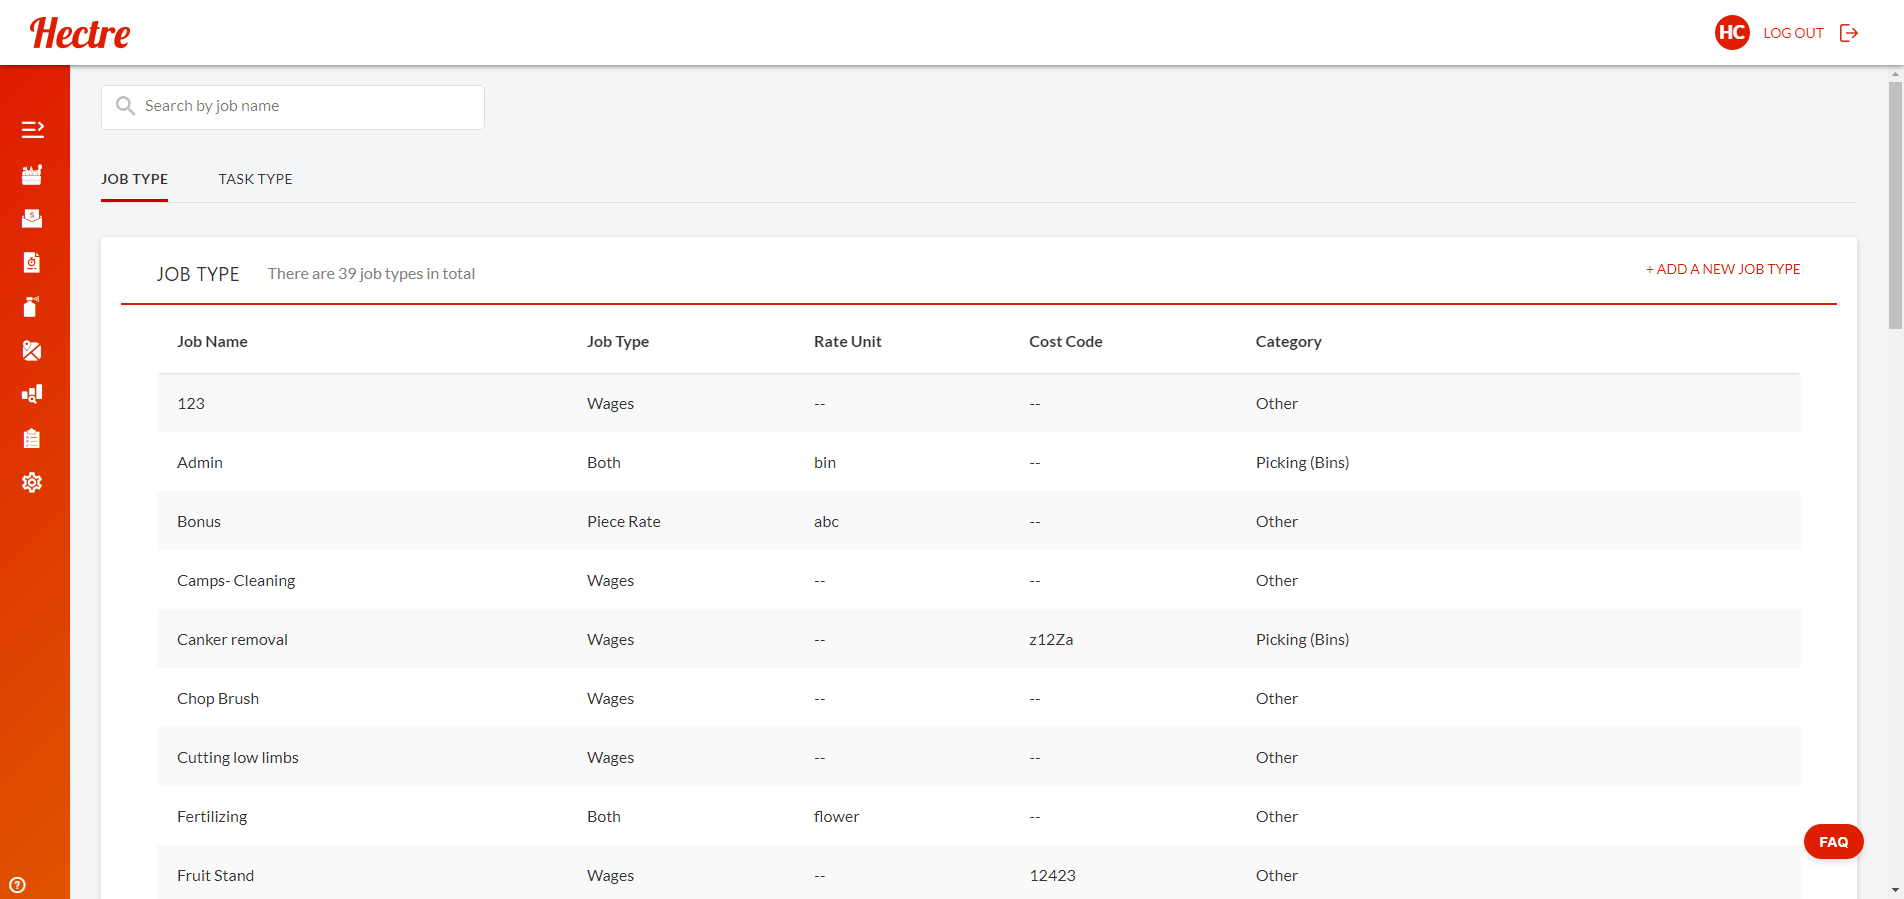 Hectre
HC LOG OUT
Search by job name
JOB TYPE TASK TYPE
JOB TYPE There are 39 job types in total + ADD A NEW JOB TYPE
Job Name Job Type Rate Unit Cost Code Category
123 Wages -- -- Other
Admin Both bin -- Picking (Bins)
Bonus Piece Rate abc -- Other
Camps- Cleaning Wages -- -- Other
Canker removal Wages -- z12Za Picking (Bins)
Chop Brush Wages -- -- Other
Cutting low limbs Wages -- -- Other
Fertilizing Both flower -- Other
FAQ
Fruit Stand Wages -- 12423 Other